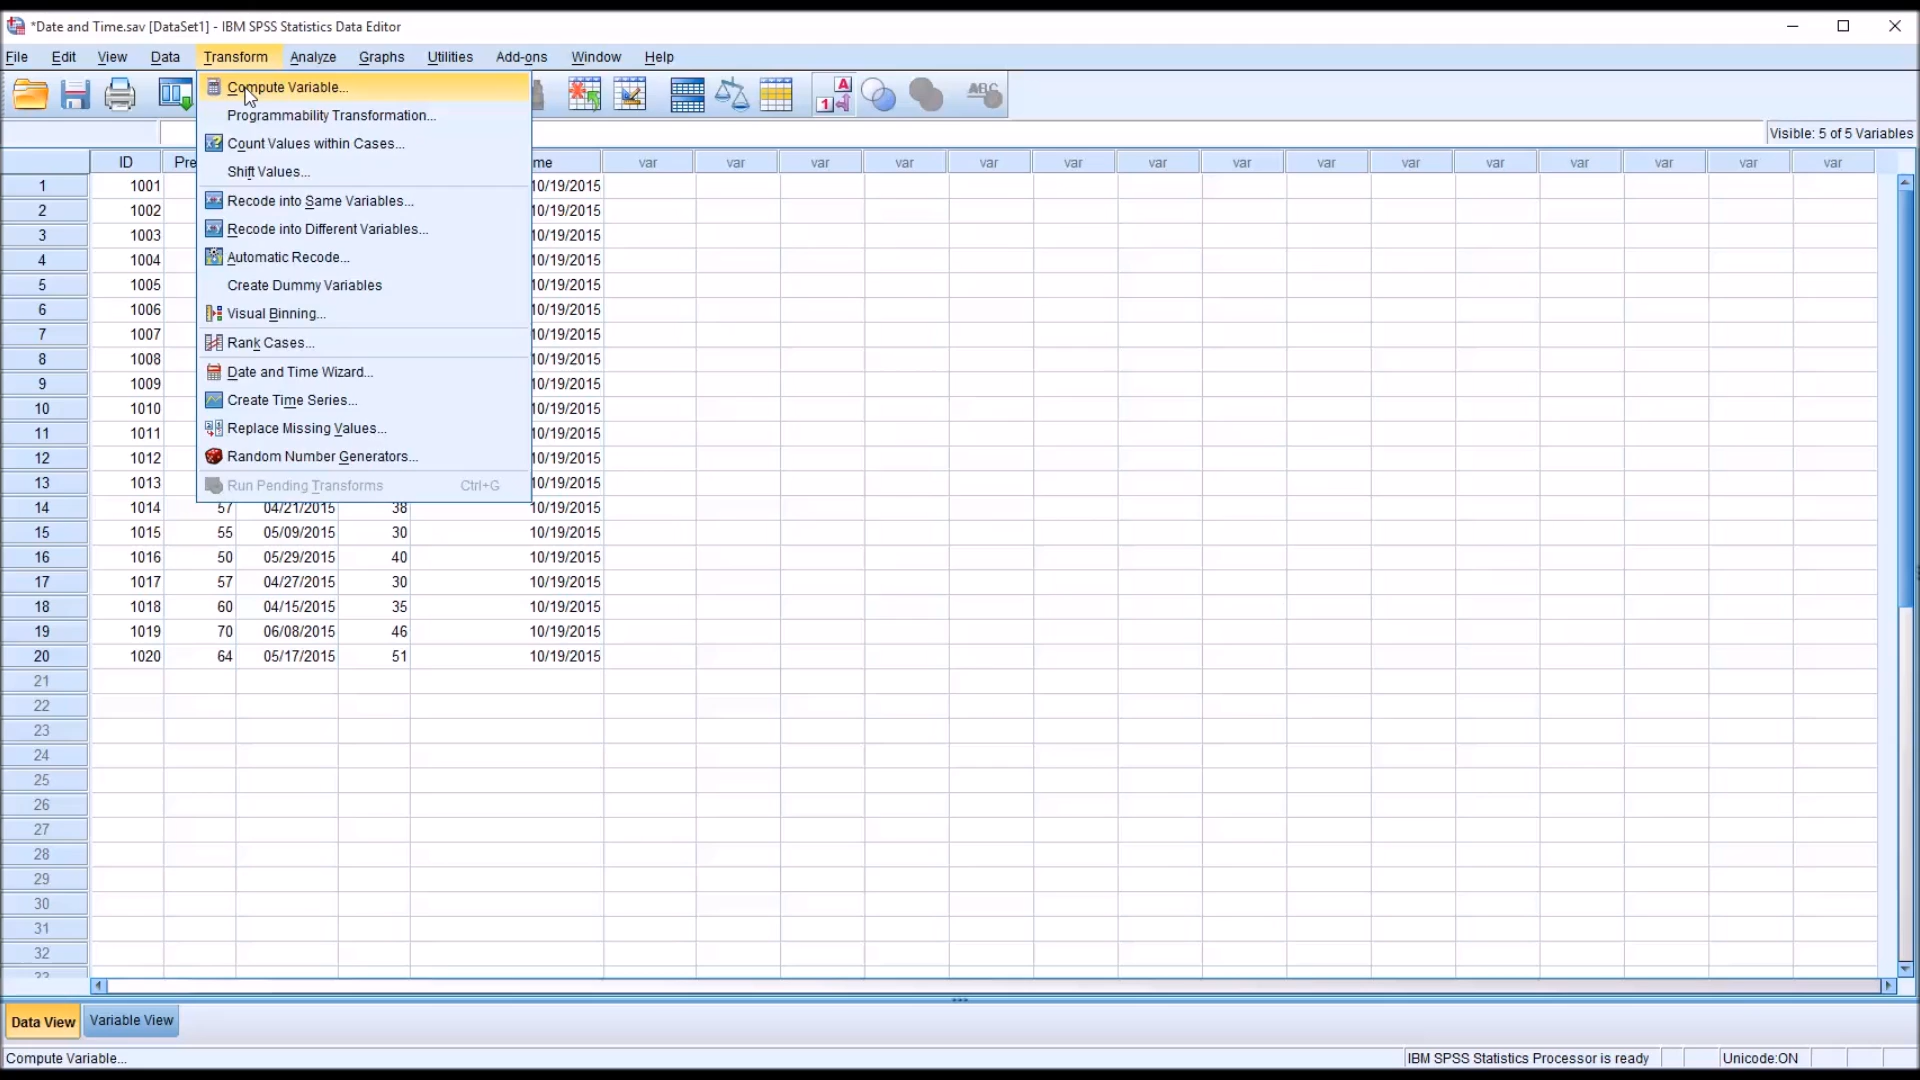 *Date and Time.sav [DataSet1] - IBM SPSS Statistics Data Editor
File Edit View Data Transform Analyze Graphs Utilities Add-ons Window Help
Compute Variable...
Programmability Transformation...
Count Values within Cases...
Shift Values...
Recode into Same Variables...
Recode into Different Variables...
Automatic Recode...
Create Dummy Variables
Visual Binning...
Rank Cases...
Date and Time Wizard...
Create Time Series...
Replace Missing Values...
Random Number Generators...
Run Pending Transforms Ctrl+G
A
1
ABC
Visible: 5 of 5 Variables
ID Pre me var var var var var var var var var var var var var var var
1 1001 10/19/2015
2 1002 10/19/2015
3 1003 10/19/2015
4 1004 10/19/2015
5 1005 10/19/2015
6 1006 10/19/2015
7 1007 10/19/2015
8 1008 10/19/2015
9 1009 10/19/2015
10 1010 10/19/2015
11 1011 10/19/2015
12 1012 10/19/2015
13 1013 10/19/2015
14 1014 57 04/21/2015 38 10/19/2015
15 1015 55 05/09/2015 30 10/19/2015
16 1016 50 05/29/2015 40 10/19/2015
17 1017 57 04/27/2015 30 10/19/2015
18 1018 60 04/15/2015 35 10/19/2015
19 1019 70 06/08/2015 46 10/19/2015
20 1020 64 05/17/2015 51 10/19/2015
21
22
23
24
25
26
27
28
29
30
31
32
33
Data View Variable View
Compute Variable... IBM SPSS Statistics Processor is ready Unicode:ON